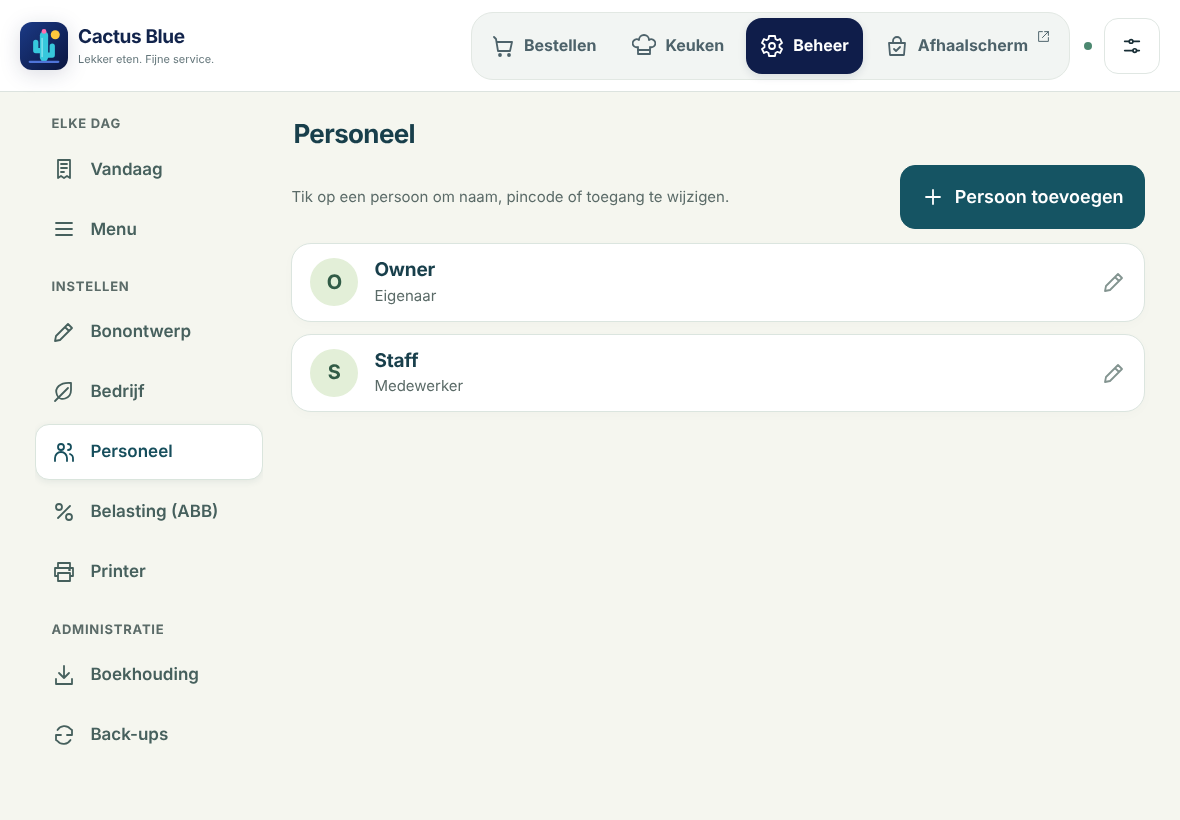 Cactus Blue
Lekker eten. Fijne service.
Bestellen
Keuken
Beheer
Afhaalscherm
ELKE DAG
Vandaag
Menu
INSTELLEN
Bonontwerp
Bedrijf
Personeel
Belasting (ABB)
Printer
ADMINISTRATIE
Boekhouding
Back-ups
Personeel
Tik op een persoon om naam, pincode of toegang te wijzigen.
Persoon toevoegen
O
Owner
Eigenaar
S
Staff
Medewerker